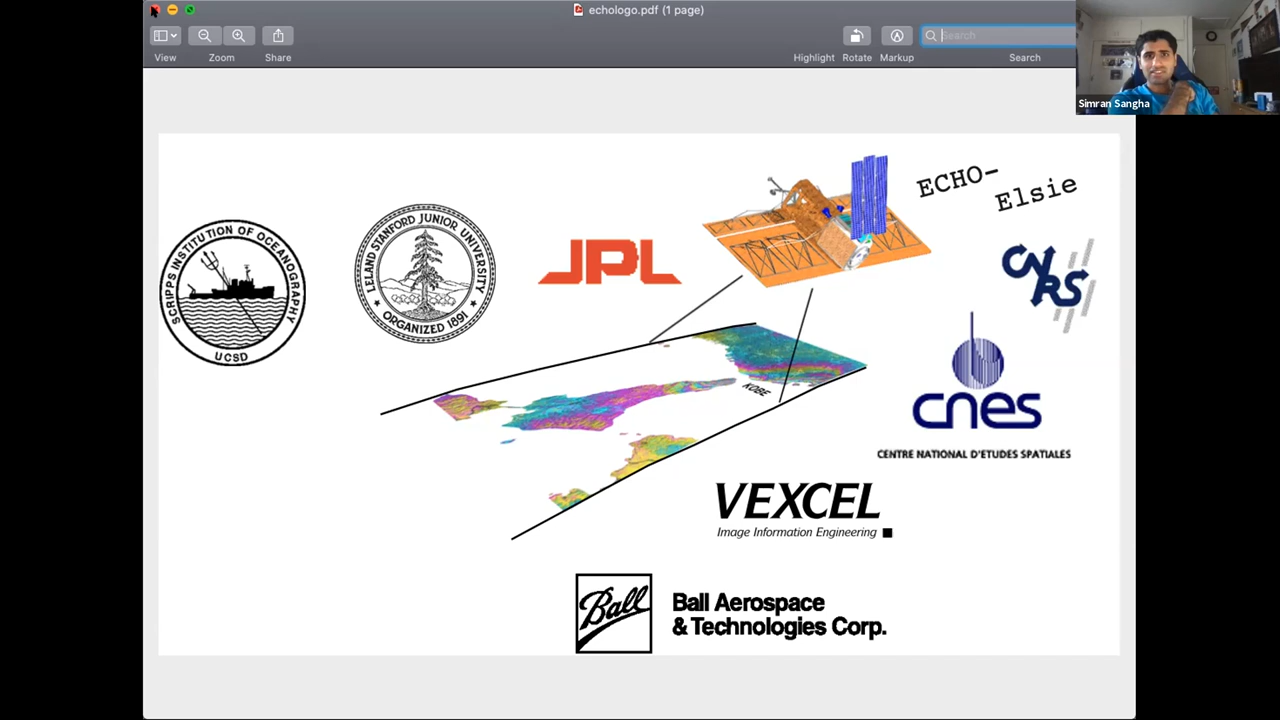 echologo.pdf (1 page)
View
Zoom
Share
Highlight
Rotate
Markup
Search
Search
Simran Sangha
ECHO-
Elsie
SCRIPPS INSTITUTION OF OCEANOGRAPHY
UCSD
LELAND STANFORD JUNIOR UNIVERSITY
ORGANIZED 1891
JPL
CNRS
KOBE
cnes
CENTRE NATIONAL D'ETUDES SPATIALES
VEXCEL
Image Information Engineering
Ball
Ball Aerospace
& Technologies Corp.